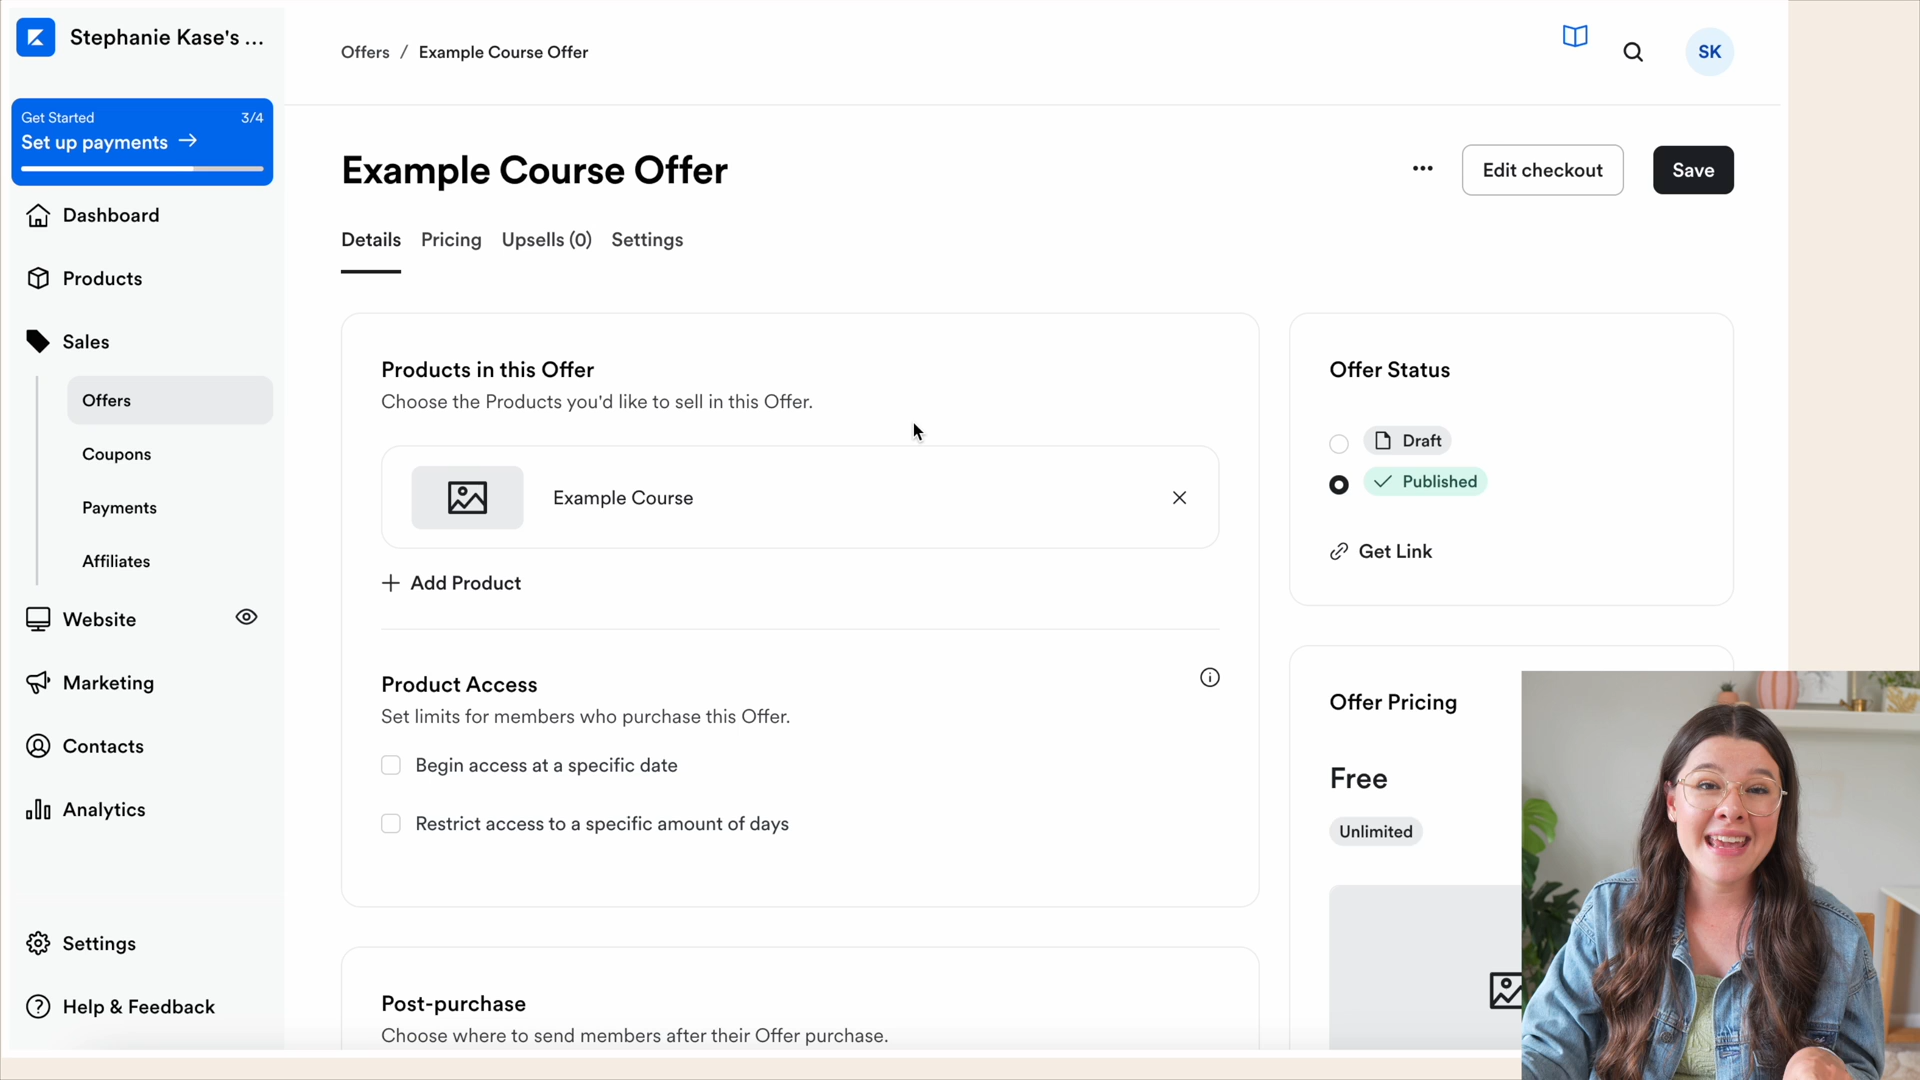 Stephanie Kase's ...
Get Started 3/4
Set up payments →
Dashboard
Products
Sales
Offers
Coupons
Payments
Affiliates
Website
Marketing
Contacts
Analytics
Settings
Help & Feedback
Offers / Example Course Offer
SK
Example Course Offer
Edit checkout
Save
Details Pricing Upsells (0) Settings
Products in this Offer
Choose the Products you'd like to sell in this Offer.
Example Course
+ Add Product
Product Access
Set limits for members who purchase this Offer.
Begin access at a specific date
Restrict access to a specific amount of days
Post-purchase
Choose where to send members after their Offer purchase.
Offer Status
Draft
Published
Get Link
Offer Pricing
Free
Unlimited